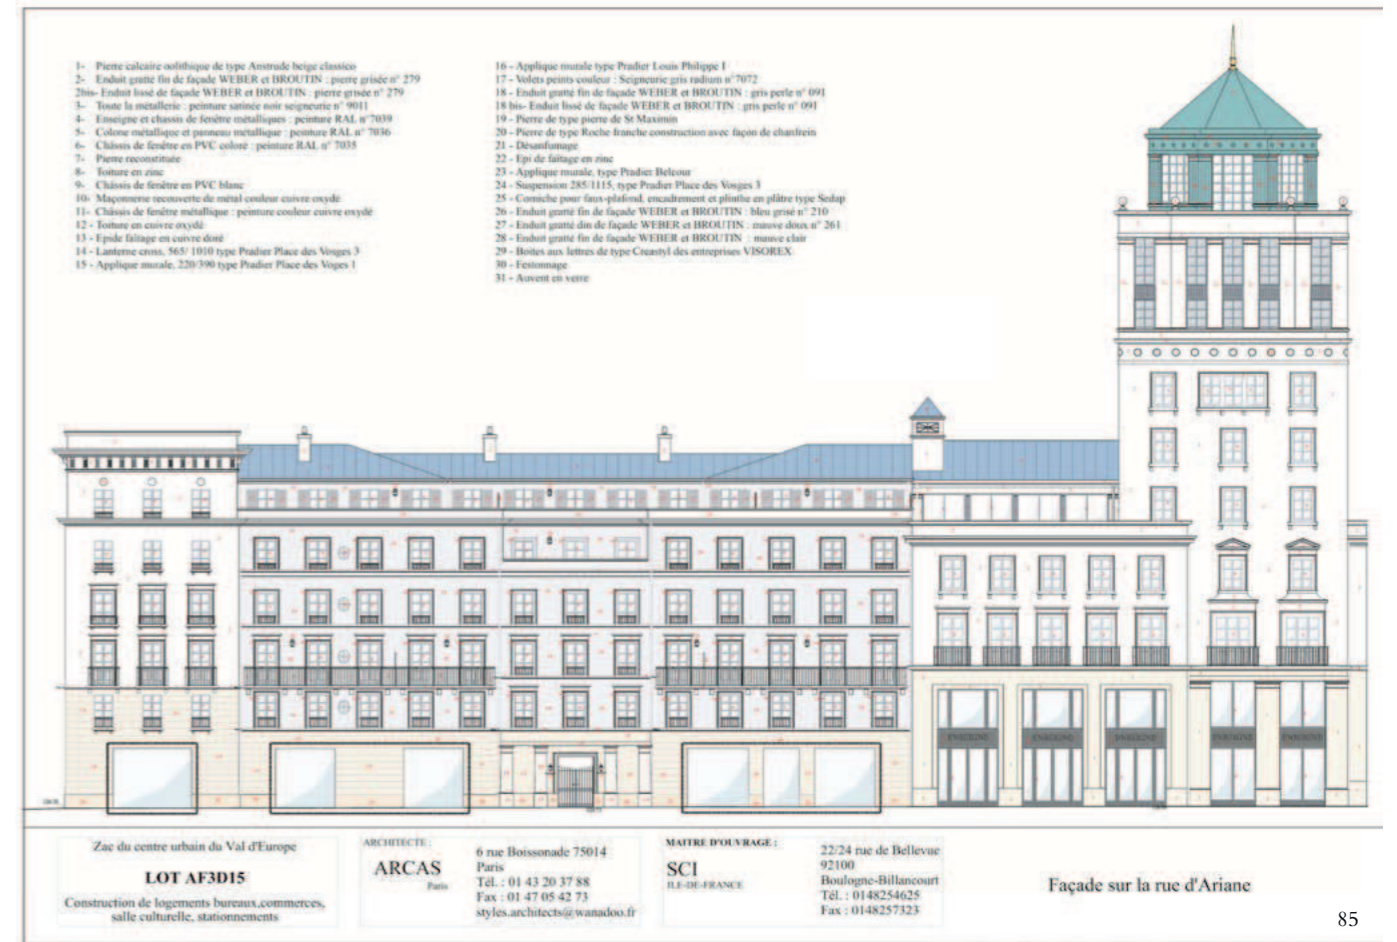 1- Pierre calcaire oolithique de type Anstrude beige classico
2- Enduit gratté fin de façade WEBER et BROUTIN : pierre grisée n° 279
2bis- Enduit lissé de façade WEBER et BROUTIN : pierre grisée n° 279
3- Toute la métallerie : peinture satinée noir seigneurie n° 9011
4- Enseigne et chassis de fenêtre métalliques : peinture RAL n°7039
5- Colone métallique et panneau métallique : peinture RAL n° 7036
6- Châssis de fenêtre en PVC coloré : peinture RAL n° 7035
7- Pierre reconstituée
8- Toiture en zinc
9- Châssis de fenêtre en PVC blanc
10- Maçonnerie recouverte de métal couleur cuivre oxydé
11- Châssis de fenêtre métallique : peinture couleur cuivre oxydé
12 - Toiture en cuivre oxydé
13 - Epide faîtage en cuivre doré
14 - Lanterne cross, 565/ 1010 type Pradier Place des Vosges 3
15 - Applique murale, 220/390 type Pradier Place des Voges 1
16 - Applique murale type Pradier Louis Philippe I
17 - Volets peints couleur : Seigneurie gris radium n°7072
18 - Enduit gratté fin de façade WEBER et BROUTIN : gris perle n° 091
18 bis- Enduit lissé de façade WEBER et BROUTIN : gris perle n° 091
19 - Pierre de type pierre de St Maximin
20 - Pierre de type Roche franche construction avec façon de chanfrein
21 - Désanfumage
22 - Epi de faîtage en zinc
23 - Applique murale, type Pradier Belcour
24 - Suspension 285/1115, type Pradier Place des Vosges 3
25 - Corniche pour faux-plafond, encadrement et plinthe en plâtre type Sedap
26 - Enduit gratté fin de façade WEBER et BROUTIN : bleu grisé n° 210
27 - Enduit gratté din de façade WEBER et BROUTIN : mauve doux n° 261
28 - Enduit gratté fin de façade WEBER et BROUTIN : mauve clair
29 - Boites aux lettres de type Creastyl des entreprises VISOREX
30 - Festonnage
31 - Auvent en verre
ENSEIGNE ENSEIGNE ENSEIGNE ENSEIGNE ENSEIGNE
Zac du centre urbain du Val d'Europe
LOT AF3D15
Construction de logements bureaux,commerces,
salle culturelle, stationnements
ARCHITECTE :
ARCAS
Paris
6 rue Boissonade 75014
Paris
Tél. : 01 43 20 37 88
Fax : 01 47 05 42 73
styles.architects@wanadoo.fr
MAITRE D'OUVRAGE :
SCI
ILE-DE-FRANCE
22/24 rue de Bellevue
92100
Boulogne-Billancourt
Tél. : 0148254625
Fax : 0148257323
Façade sur la rue d'Ariane
85